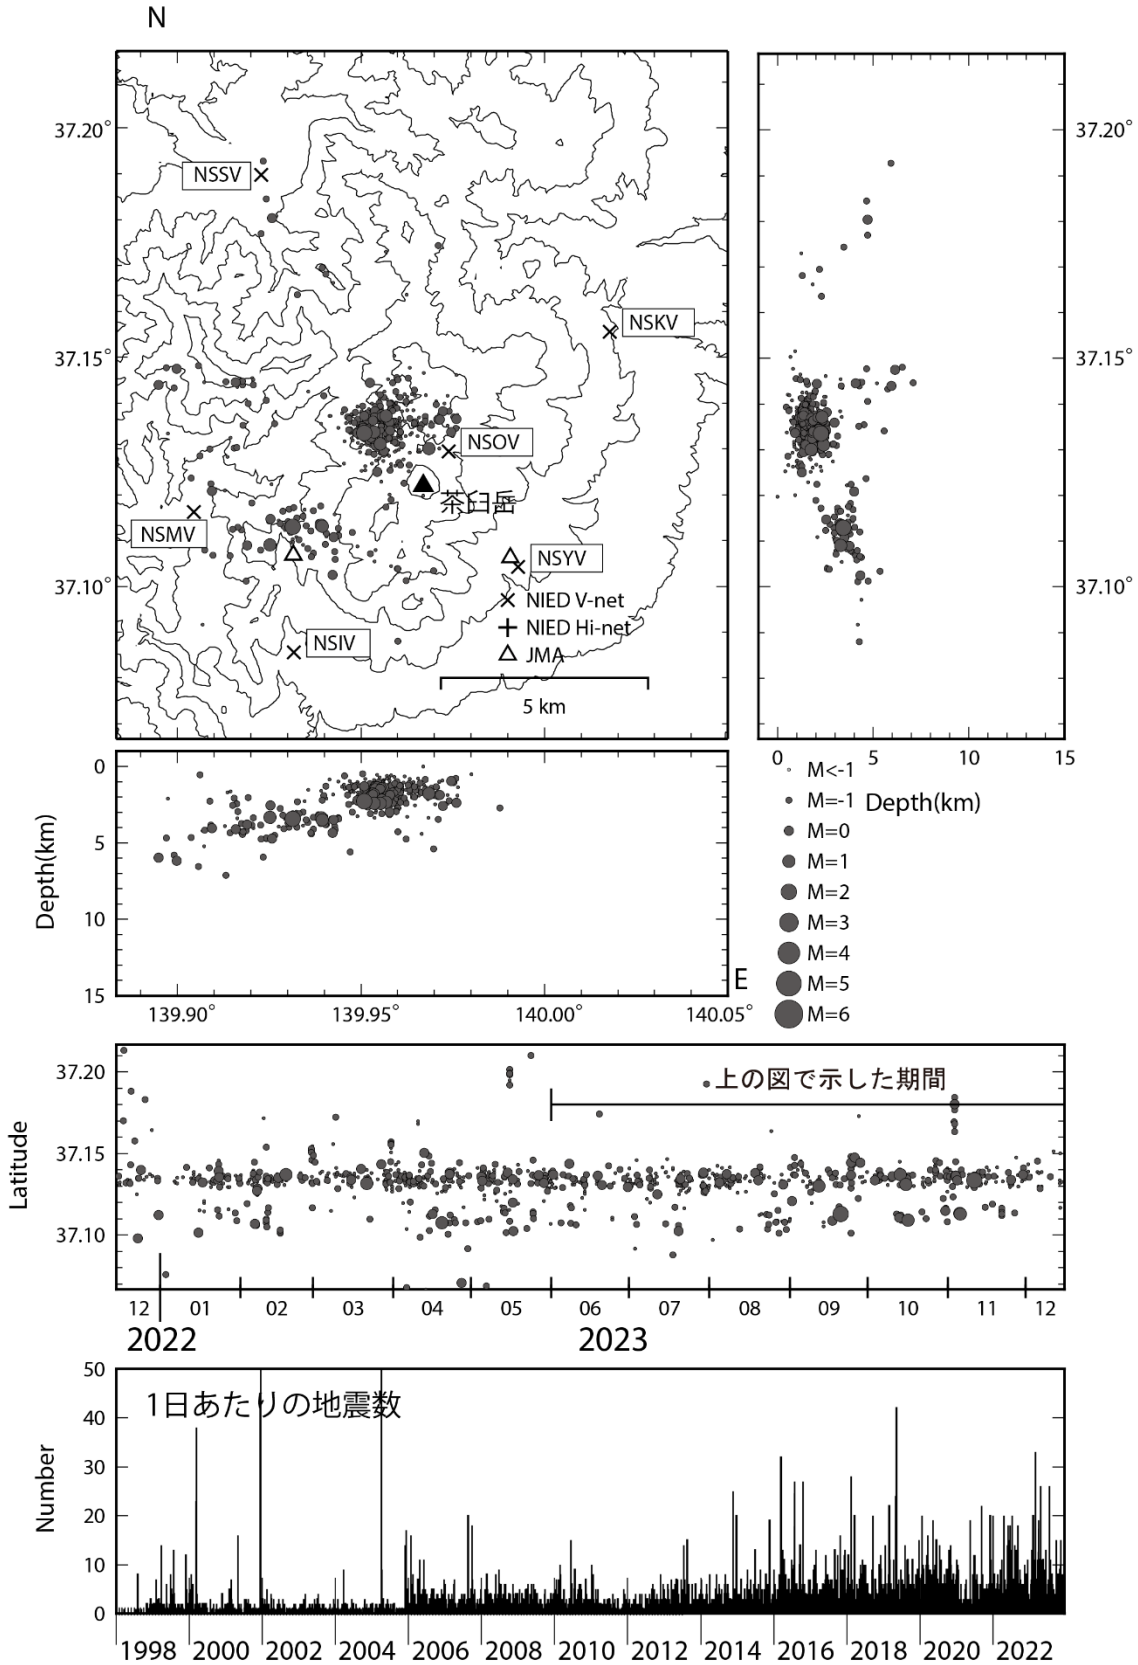 N
37.20°
37.15°
37.10°
NSSV
NSKV
NSOV
茶臼岳
NSMV
NSYV
NSIV
NIED V-net
NIED Hi-net
JMA
5 km
37.20°
37.15°
37.10°
0 5 10 15
Depth(km)
M<-1
M=-1
M=0
M=1
M=2
M=3
M=4
M=5
M=6
Depth(km)
0
5
10
15
E
139.90° 139.95° 140.00° 140.05°
Latitude
37.20
37.15
37.10
上の図で示した期間
12 01 02 03 04 05 06 07 08 09 10 11 12
2022 2023
Number
50
40
30
20
10
0
1日あたりの地震数
1998 2000 2002 2004 2006 2008 2010 2012 2014 2016 2018 2020 2022